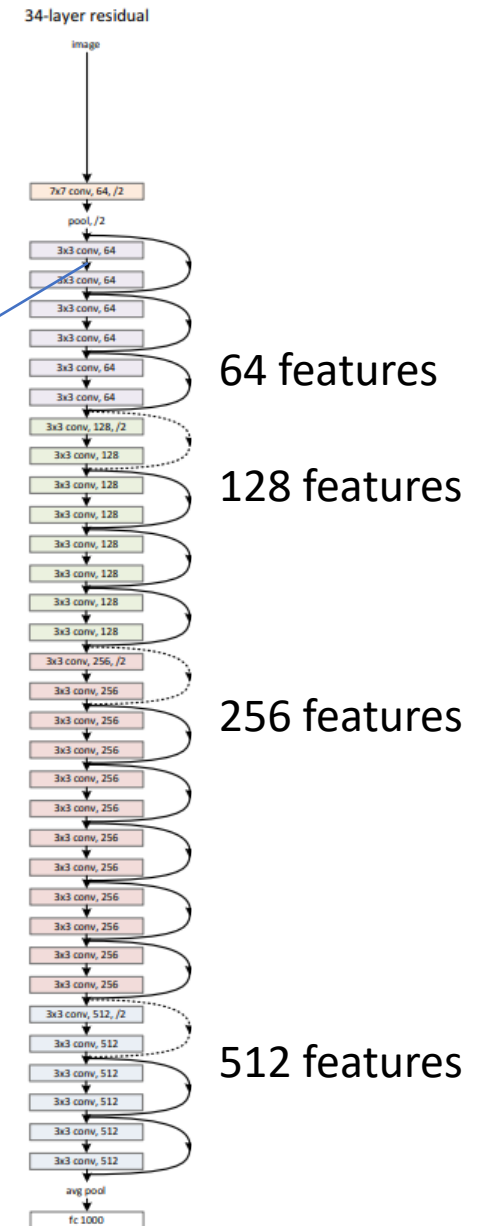 34-layer residual
image
7x7 conv, 64, /2
pool, /2
3x3 conv, 64
3x3 conv, 64
3x3 conv, 64
3x3 conv, 64
3x3 conv, 64
64 features
3x3 conv, 64
3x3 conv, 128, /2
3x3 conv, 128
128 features
3x3 conv, 128
3x3 conv, 128
3x3 conv, 128
3x3 conv, 128
3x3 conv, 128
3x3 conv, 128
3x3 conv, 256, /2
3x3 conv, 256
256 features
3x3 conv, 256
3x3 conv, 256
3x3 conv, 256
3x3 conv, 256
3x3 conv, 256
3x3 conv, 256
3x3 conv, 256
3x3 conv, 256
3x3 conv, 256
3x3 conv, 256
3x3 conv, 512, /2
3x3 conv, 512
512 features
3x3 conv, 512
3x3 conv, 512
3x3 conv, 512
3x3 conv, 512
avg pool
fc 1000